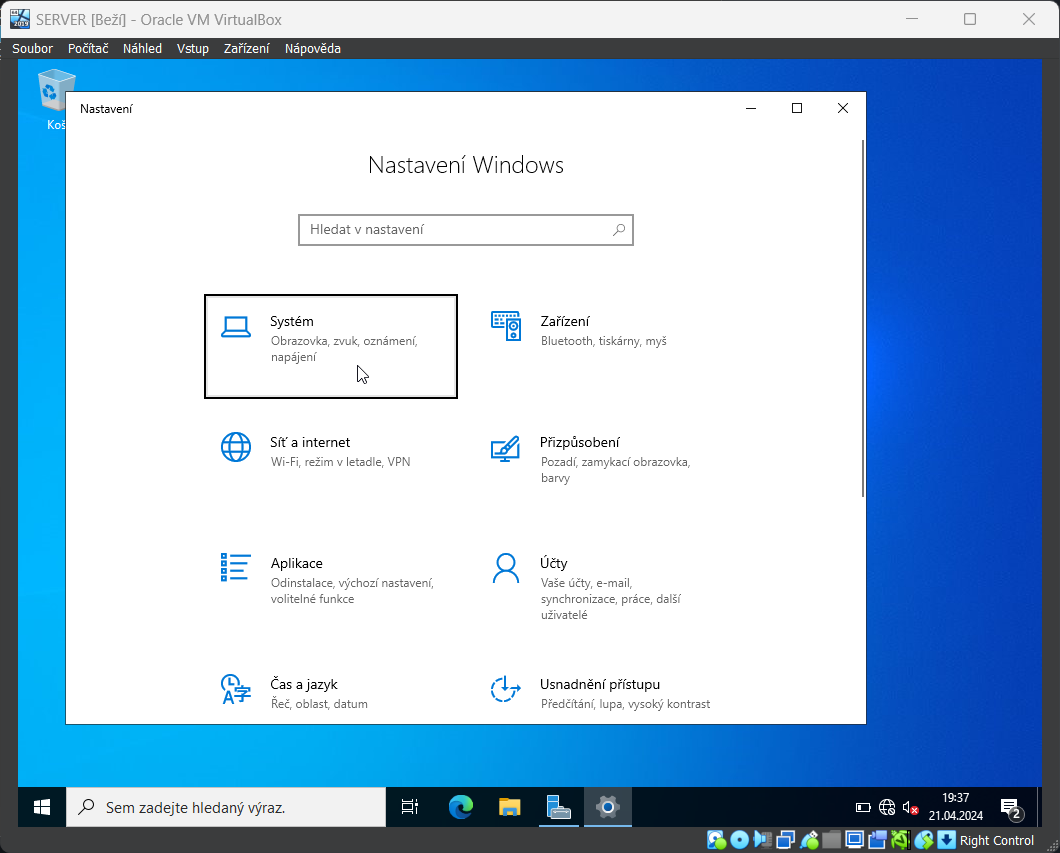 SERVER [Beží] - Oracle VM VirtualBox
Soubor Počítač Náhled Vstup Zařízení Nápověda
Koš
Nastavení
Nastavení Windows
Hledat v nastavení
Systém
Obrazovka, zvuk, oznámení,
napájení
Zařízení
Bluetooth, tiskárny, myš
Síť a internet
Wi-Fi, režim v letadle, VPN
Přizpůsobení
Pozadí, zamykací obrazovka,
barvy
Aplikace
Odinstalace, výchozí nastavení,
volitelné funkce
Účty
Vaše účty, e-mail,
synchronizace, práce, další
uživatelé
Čas a jazyk
Řeč, oblast, datum
Usnadnění přístupu
Předčítání, lupa, vysoký kontrast
Sem zadejte hledaný výraz.
19:37
21.04.2024
2
Right Control